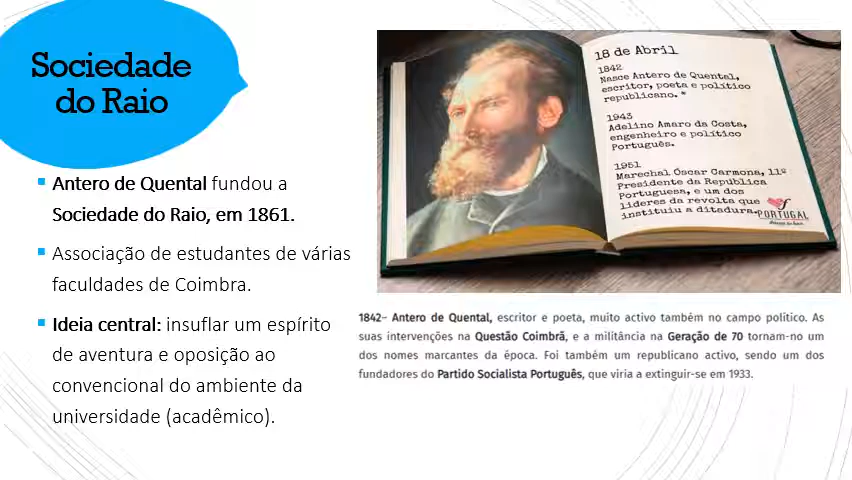 Sociedade
do Raio
Antero de Quental fundou a
Sociedade do Raio, em 1861.
Associação de estudantes de várias
faculdades de Coimbra.
Ideia central: insuflar um espírito
de aventura e oposição ao
convencional do ambiente da
universidade (acadêmico).
18 de Abril
1842
Nasce Antero de Quental,
escritor, poeta e político
republicano. *
1943
Adelino Amaro da Costa,
engenheiro e político
Português.
1951
Marechal Óscar Carmona, 11º
Presidente da República
Portuguesa, e um dos
líderes da revolta que
instituiu a ditadura.
PORTUGAL
1842– Antero de Quental, escritor e poeta, muito activo também no campo político. As
suas intervenções na Questão Coimbrã, e a militância na Geração de 70 tornam-no um
dos nomes marcantes da época. Foi também um republicano activo, sendo um dos
fundadores do Partido Socialista Português, que viria a extinguir-se em 1933.